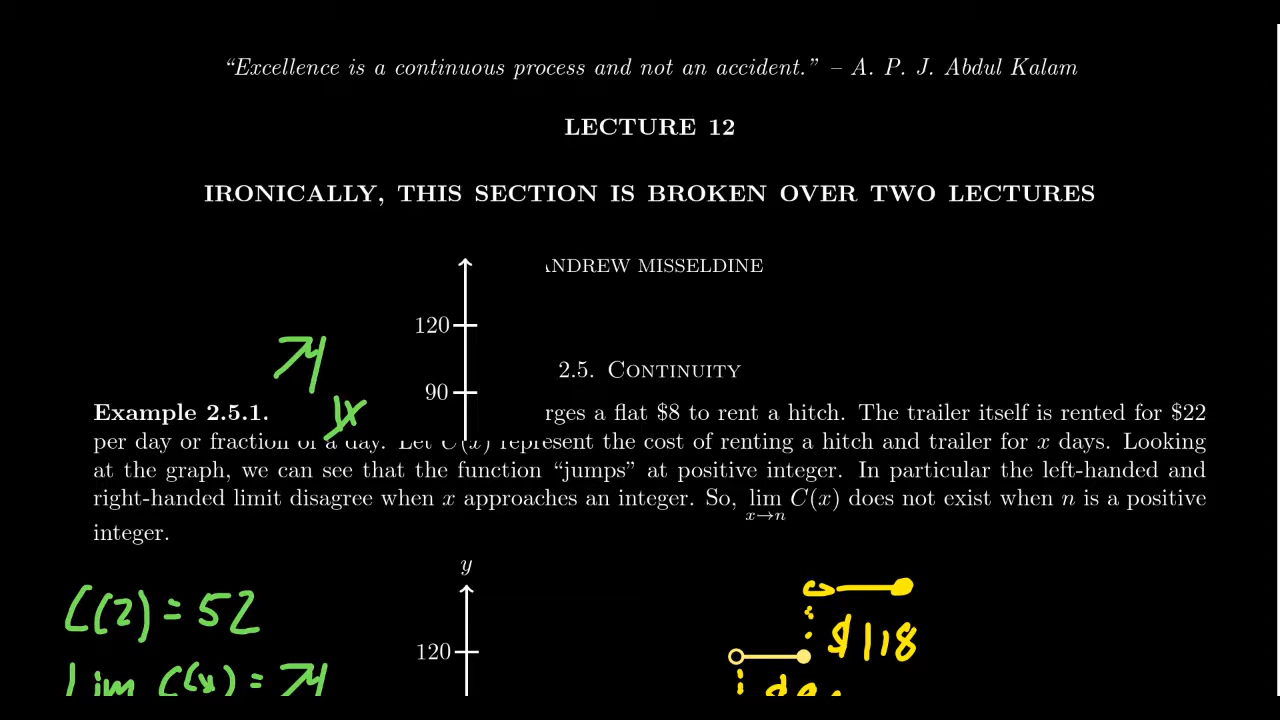 “Excellence is a continuous process and not an accident.” – A. P. J. Abdul Kalam
LECTURE 12
IRONICALLY, THIS SECTION IS BROKEN OVER TWO LECTURES
NDREW MISSELDINE
120
74
2.5. Continuity
90
Example 2.5.1. rges a flat $8 to rent a hitch. The trailer itself is rented for $22
per day or fraction of a day. Let C(x) represent the cost of renting a hitch and trailer for x days. Looking
at the graph, we can see that the function “jumps” at positive integer. In particular the left-handed and
right-handed limit disagree when x approaches an integer. So, lim x→n C(x) does not exist when n is a positive
integer.
y
C(2) = 52
$118
120
lim C(x) = 74